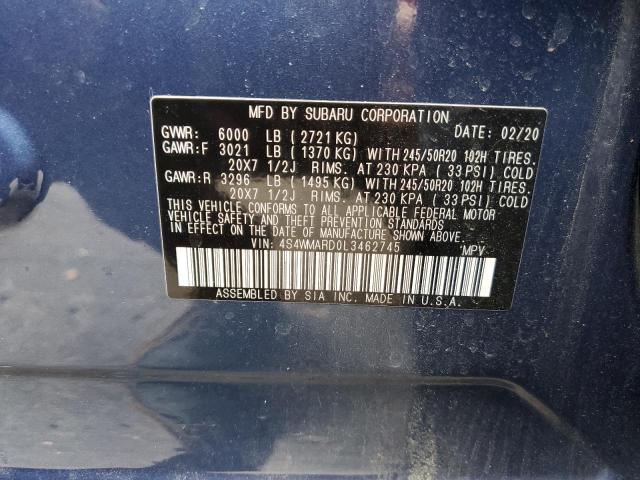 MFD BY SUBARU CORPORATION
GVWR: 6000 LB ( 2721 KG) DATE: 02/20
GAWR:F 3021 LB ( 1370 KG) WITH 245/50R20 102H TIRES.
20X7 1/2J RIMS. AT 230 KPA ( 33 PSI) COLD
GAWR:R 3296 LB ( 1495 KG) WITH 245/50R20 102H TIRES.
20X7 1/2J RIMS. AT 230 KPA ( 33 PSI) COLD
THIS VEHICLE CONFORMS TO ALL APPLICABLE FEDERAL MOTOR
VEHICLE SAFETY AND THEFT PREVENTION STANDARDS IN
EFFECT ON THE DATE OF MANUFACTURE SHOWN ABOVE.
VIN: 4S4WMARD0L3462745 MPV
ASSEMBLED BY SIA INC. MADE IN U.S.A.